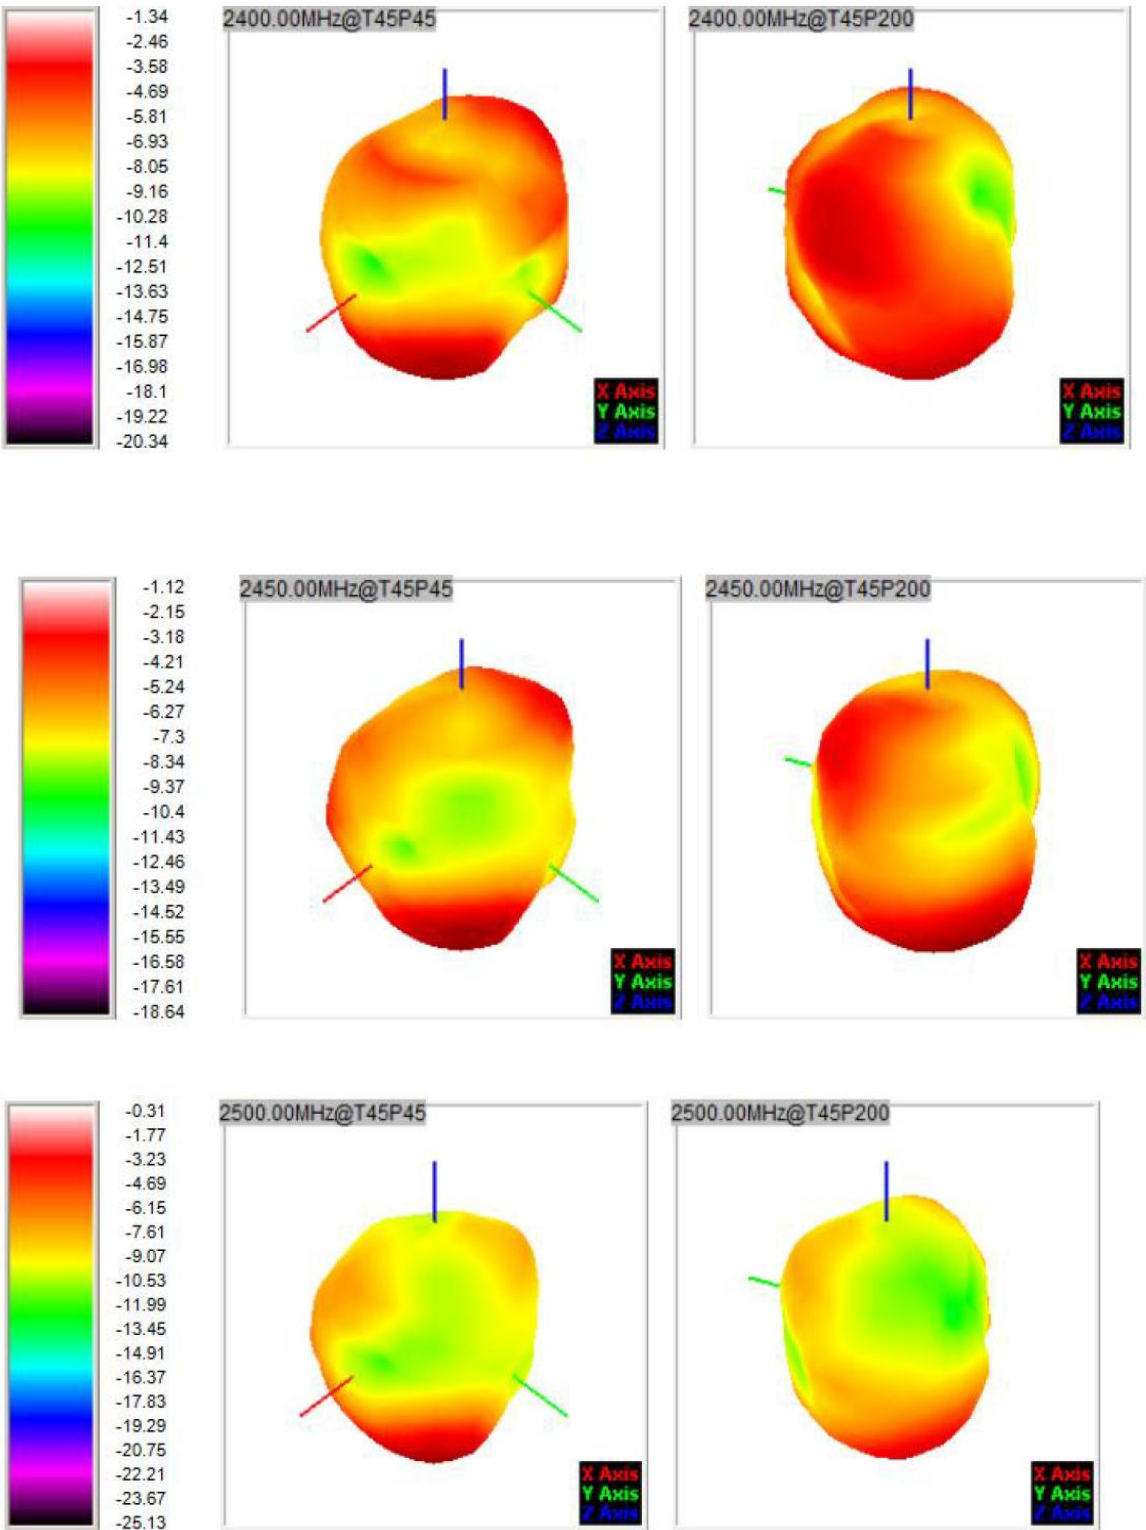 -1.34
-2.46
-3.58
-4.69
-5.81
-6.93
-8.05
-9.16
-10.28
-11.4
-12.51
-13.63
-14.75
-15.87
-16.98
-18.1
-19.22
-20.34
2400.00MHz@T45P45
X Axis
Y Axis
Z Axis
2400.00MHz@T45P200
X Axis
Y Axis
Z Axis
-1.12
-2.15
-3.18
-4.21
-5.24
-6.27
-7.3
-8.34
-9.37
-10.4
-11.43
-12.46
-13.49
-14.52
-15.55
-16.58
-17.61
-18.64
2450.00MHz@T45P45
X Axis
Y Axis
Z Axis
2450.00MHz@T45P200
X Axis
Y Axis
Z Axis
-0.31
-1.77
-3.23
-4.69
-6.15
-7.61
-9.07
-10.53
-11.99
-13.45
-14.91
-16.37
-17.83
-19.29
-20.75
-22.21
-23.67
-25.13
2500.00MHz@T45P45
X Axis
Y Axis
Z Axis
2500.00MHz@T45P200
X Axis
Y Axis
Z Axis